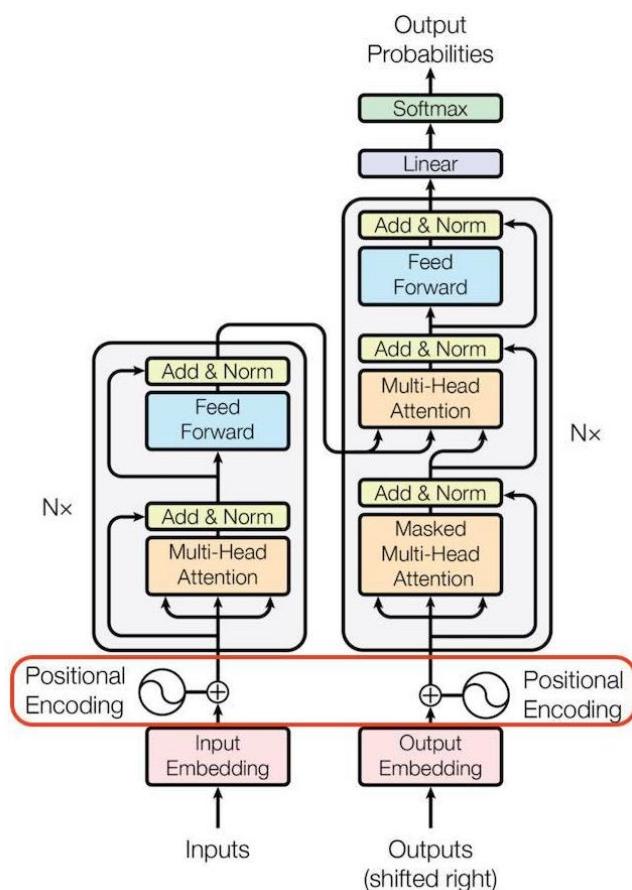 Output
Probabilities
Softmax
Linear
Add & Norm
Feed
Forward
Add & Norm
Multi-Head
Attention
Nx
Add & Norm
Masked
Multi-Head
Attention
Add & Norm
Feed
Forward
Nx
Add & Norm
Multi-Head
Attention
Positional
Encoding
Positional
Encoding
Input
Embedding
Output
Embedding
Inputs
Outputs
(shifted right)